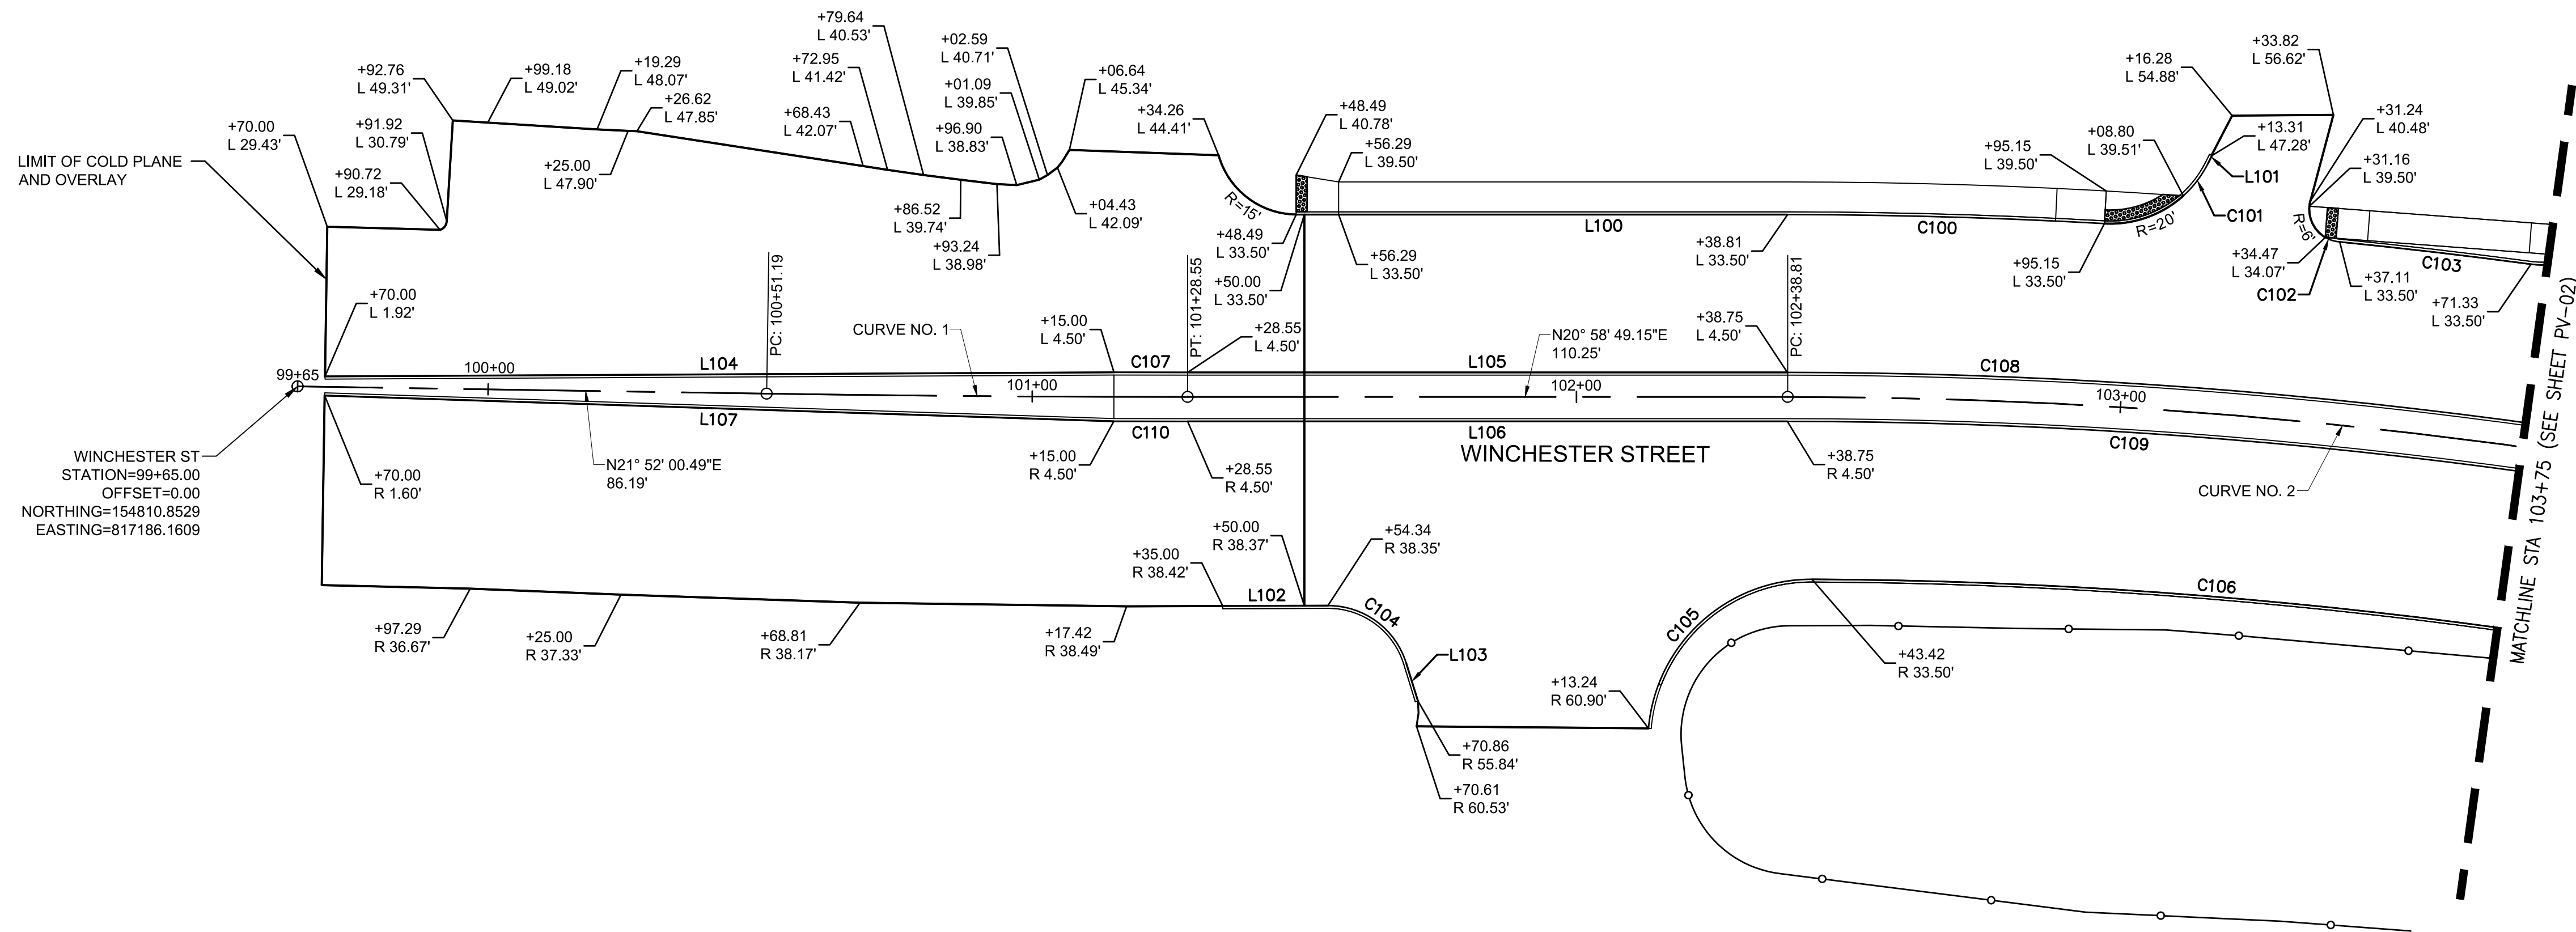 +79.64
L 40.53'
+02.59
L 40.71'
+33.82
L 56.62'
+92.76
L 49.31'
+99.18
L 49.02'
+19.29
L 48.07'
+72.95
L 41.42'
+16.28
L 54.88'
+26.62
L 47.85'
+01.09
L 39.85'
+06.64
L 45.34'
+68.43
L 42.07'
+34.26
L 44.41'
+48.49
L 40.78'
+31.24
L 40.48'
+70.00
L 29.43'
+91.92
L 30.79'
+96.90
L 38.83'
+56.29
L 39.50'
+08.80
L 39.51'
+13.31
L 47.28'
+95.15
L 39.50'
LIMIT OF COLD PLANE
AND OVERLAY
+25.00
L 47.90'
+31.16
L 39.50'
+90.72
L 29.18'
L101
+04.43
L 42.09'
R=15'
+86.52
L 39.74'
C101
R=20'
R=6'
L100
C100
+48.49
L 33.50'
+38.81
L 33.50'
+93.24
L 38.98'
+56.29
L 33.50'
+95.15
L 33.50'
+34.47
L 34.07'
C103
+37.11
L 33.50'
C102
+50.00
L 33.50'
+71.33
L 33.50'
+70.00
L 1.92'
PC: 100+51.19
PT: 101+28.55
PC: 102+38.81
CURVE NO. 1
+15.00
L 4.50'
+28.55
L 4.50'
N20° 58' 49.15"E
110.25'
+38.75
L 4.50'
99+65
100+00
L104
C107
L105
C108
101+00
102+00
103+00
L107
C110
L106
C109
WINCHESTER STREET
WINCHESTER ST
STATION=99+65.00
OFFSET=0.00
NORTHING=154810.8529
EASTING=817186.1609
+70.00
R 1.60'
N21° 52' 00.49"E
86.19'
+15.00
R 4.50'
+28.55
R 4.50'
+38.75
R 4.50'
CURVE NO. 2
MATCHLINE STA 103+75 (SEE SHEET PV-02)
+50.00
R 38.37'
+54.34
R 38.35'
+35.00
R 38.42'
L102
C104
C105
C106
+97.29
R 36.67'
+25.00
R 37.33'
+68.81
R 38.17'
+17.42
R 38.49'
L103
+43.42
R 33.50'
+13.24
R 60.90'
+70.86
R 55.84'
+70.61
R 60.53'